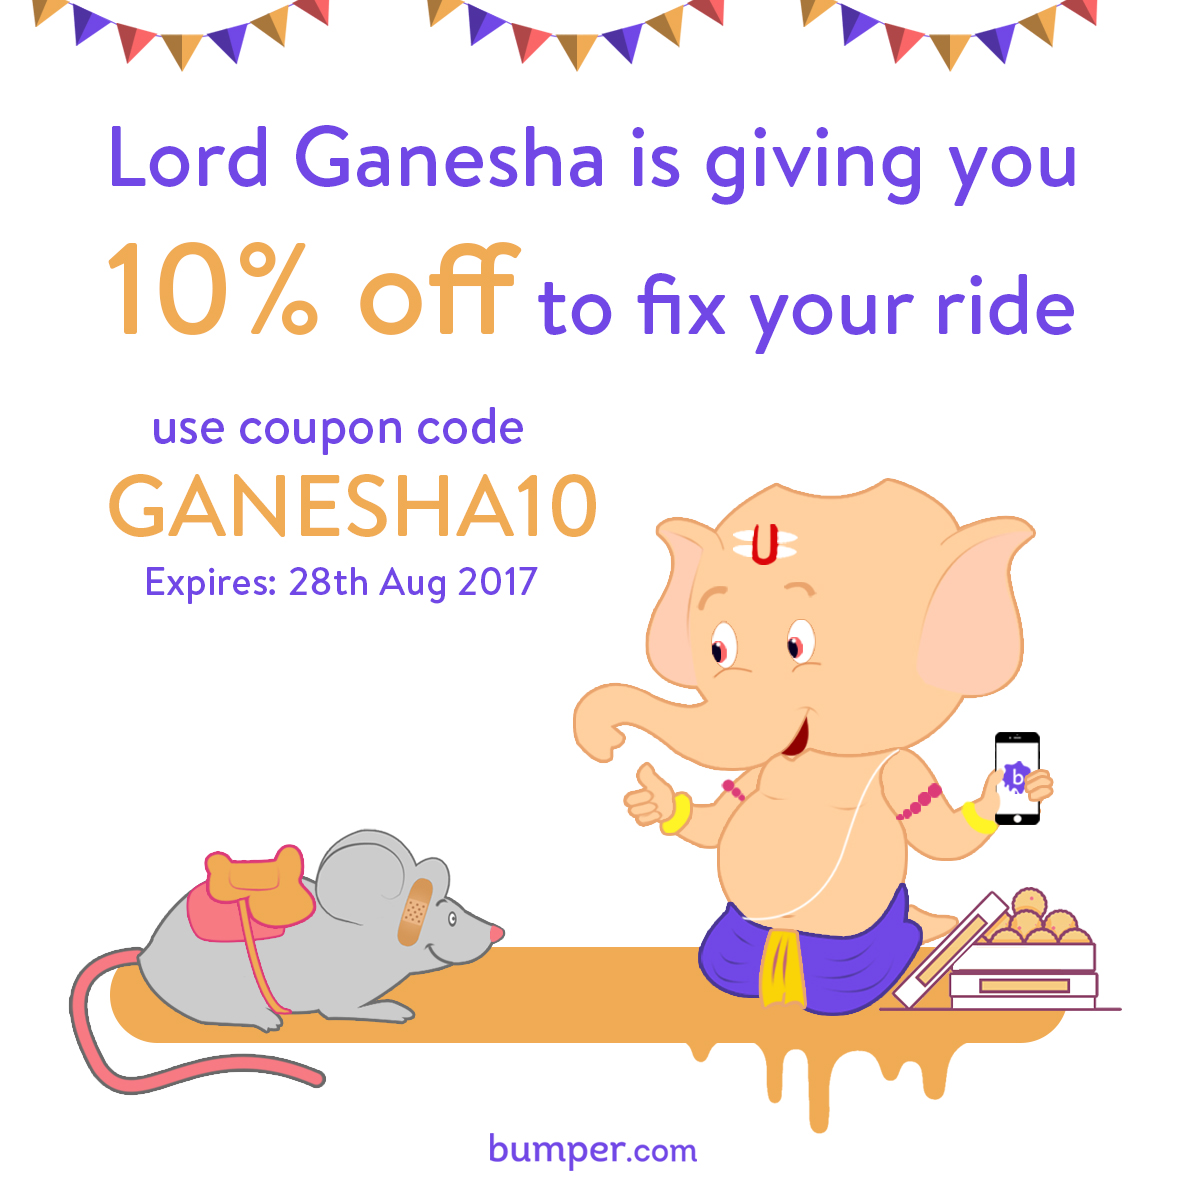 Lord Ganesha is giving you
10% off to fix your ride
use coupon code
GANESHA10
Expires: 28th Aug 2017
b
bumper.com